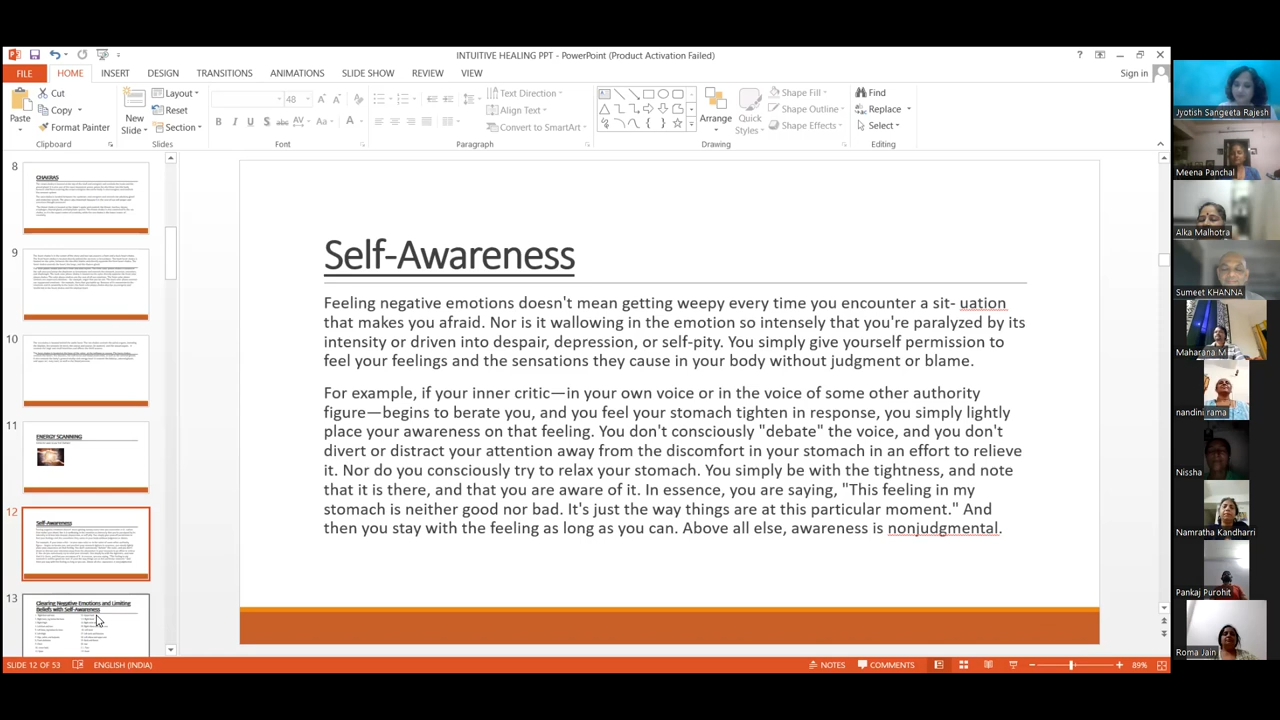 INTUITIVE HEALING PPT - PowerPoint (Product Activation Failed)
FILE HOME INSERT DESIGN TRANSITIONS ANIMATIONS SLIDE SHOW REVIEW VIEW Sign in
Paste
Cut
Copy
Format Painter
Clipboard
New Slide
Layout
Reset
Section
Slides
48
Font
Text Direction
Align Text
Convert to SmartArt
Paragraph
Arrange
Quick Styles
Shape Fill
Shape Outline
Shape Effects
Drawing
Find
Replace
Select
Editing
8
CHAKRAS
9
10
11
ENERGY SCANNING
12
Self-Awareness
13
Clearing Negative Emotions and Limiting
Beliefs with Self-Awareness
Self-Awareness
Feeling negative emotions doesn't mean getting weepy every time you encounter a sit- uation
that makes you afraid. Nor is it wallowing in the emotion so intensely that you're paralyzed by its
intensity or driven into despair, depression, or self-pity. You simply give yourself permission to
feel your feelings and the sensations they cause in your body without judgment or blame.
For example, if your inner critic—in your own voice or in the voice of some other authority
figure—begins to berate you, and you feel your stomach tighten in response, you simply lightly
place your awareness on that feeling. You don't consciously "debate" the voice, and you don't
divert or distract your attention away from the discomfort in your stomach in an effort to relieve
it. Nor do you consciously try to relax your stomach. You simply be with the tightness, and note
that it is there, and that you are aware of it. In essence, you are saying, "This feeling in my
stomach is neither good nor bad. It's just the way things are at this particular moment." And
then you stay with the feeling as long as you can. Above all else, awareness is nonjudgmental.
SLIDE 12 OF 53 ENGLISH (INDIA) NOTES COMMENTS 89%
Jyotish Sangeeta Rajesh
Meena Panchal
Alka Malhotra
Sumeet KHANNA
Maharana M
nandini rama
Nissha
Namratha Kandharri
Pankaj Purohit
Roma Jain